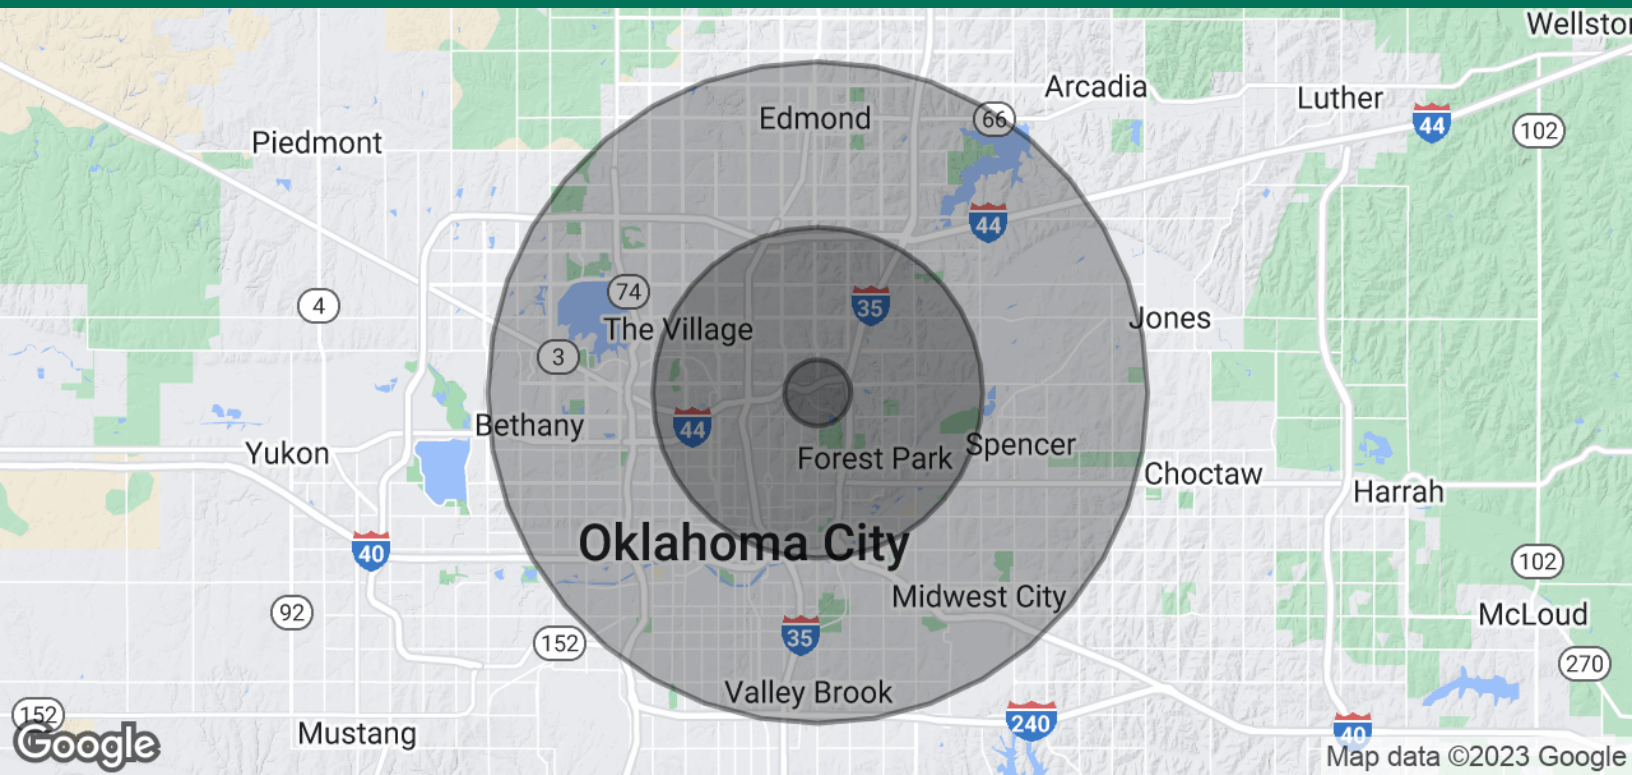 Wellstor
Arcadia
Luther
Edmond
66
44
102
Piedmont
44
74
4
35
Jones
The Village
3
Bethany
44
Spencer
Yukon
Forest Park
Choctaw
Harrah
Oklahoma City
40
102
Midwest City
92
McLoud
35
152
270
Valley Brook
152
240
Mustang
40
Google
Map data ©2023 Google